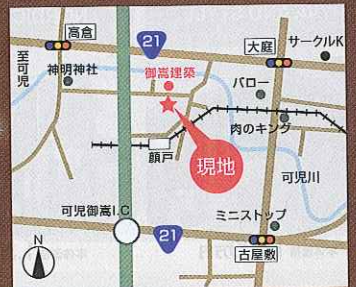 高倉
21
大庭
サークルK
至可児
神明神社
御嵩建築
バロー
肉のキング
顔戸
現地
可児川
可児御嵩I.C
21
ミニストップ
古屋敷
N